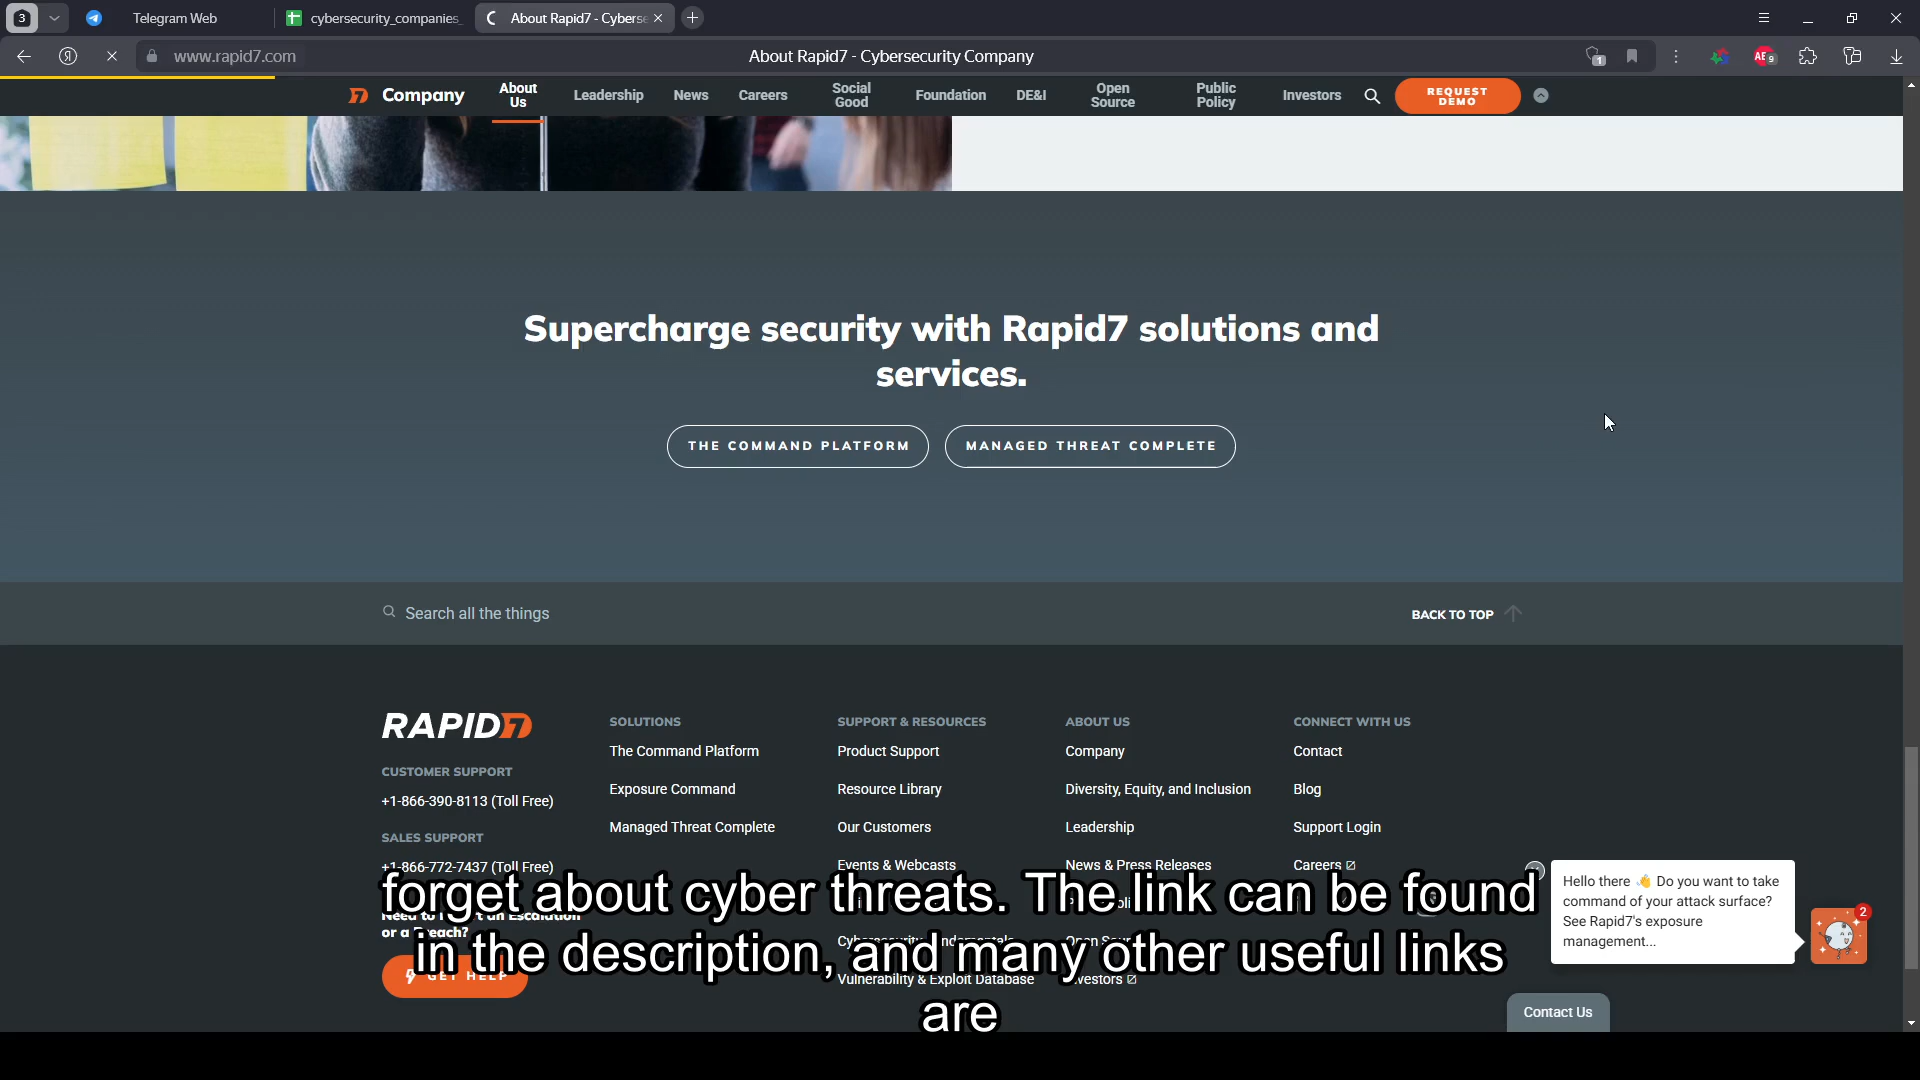 3
Telegram Web
cybersecurity_companies_
About Rapid7 - Cyberse
www.rapid7.com
About Rapid7 - Cybersecurity Company
1
9
Company
About Us
Leadership
News
Careers
Social Good
Foundation
DE&I
Open Source
Public Policy
Investors
REQUEST DEMO
Supercharge security with Rapid7 solutions and
services.
THE COMMAND PLATFORM
MANAGED THREAT COMPLETE
Search all the things
BACK TO TOP
RAPID7
CUSTOMER SUPPORT
+1-866-390-8113 (Toll Free)
SALES SUPPORT
+1-866-772-7437 (Toll Free)
or a Breach?
GET HELP
SOLUTIONS
The Command Platform
Exposure Command
Managed Threat Complete
SUPPORT & RESOURCES
Product Support
Resource Library
Our Customers
Events & Webcasts
Vulnerability & Exploit Database
ABOUT US
Company
Diversity, Equity, and Inclusion
Leadership
News & Press Releases
CONNECT WITH US
Contact
Blog
Support Login
Careers
Hello there 👋 Do you want to take
command of your attack surface?
See Rapid7's exposure
management...
2
Contact Us
forget about cyber threats. The link can be found
in the description, and many other useful links
are